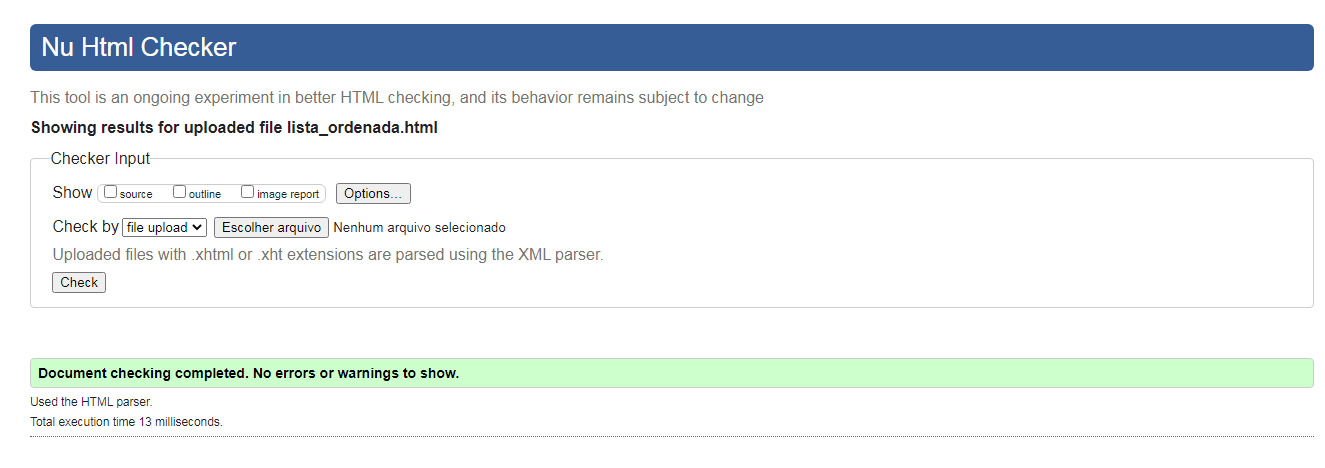 Nu Html Checker
This tool is an ongoing experiment in better HTML checking, and its behavior remains subject to change
Showing results for uploaded file lista_ordenada.html
Checker Input
Show source outline image report Options...
Check by file upload Escolher arquivo Nenhum arquivo selecionado
Uploaded files with .xhtml or .xht extensions are parsed using the XML parser.
Check
Document checking completed. No errors or warnings to show.
Used the HTML parser.
Total execution time 13 milliseconds.